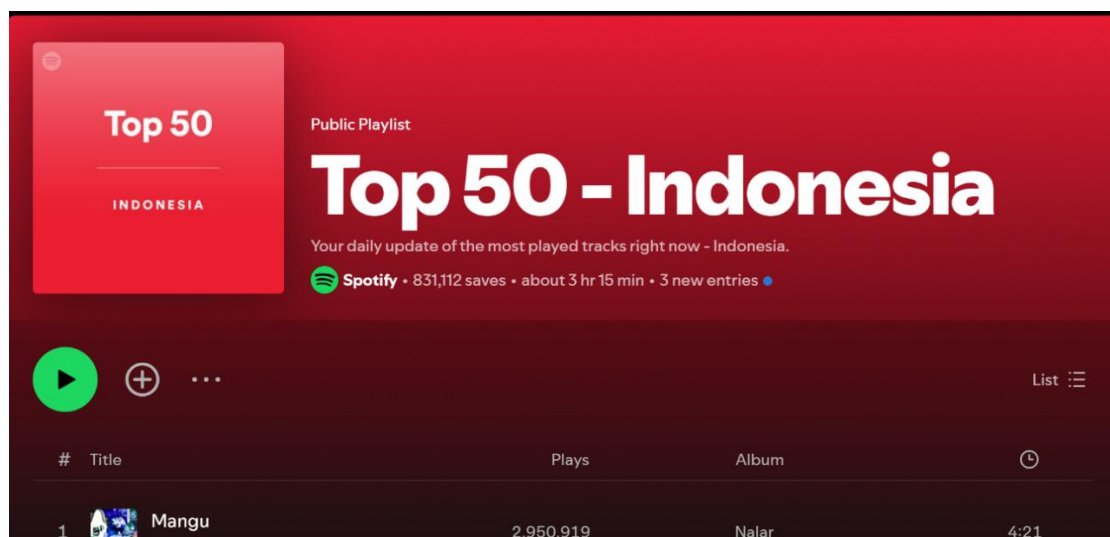 Top 50
INDONESIA
Public Playlist
Top 50 - Indonesia
Your daily update of the most played tracks right now - Indonesia.
Spotify • 831,112 saves • about 3 hr 15 min • 3 new entries
List
# Title Plays Album
1 Mangu 2,950,919 Nalar 4:21